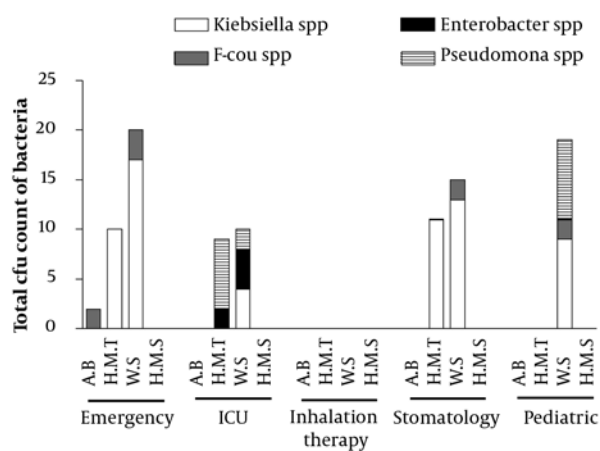 Kiebsiella spp
Enterobacter spp
F-cou spp
Pseudomona spp
Total cfu count of bacteria
25
20
15
10
5
0
A.B H.M.T W.S H.M.S A.B H.M.T W.S H.M.S A.B H.M.T W.S H.M.S A.B H.M.T W.S H.M.S A.B H.M.T W.S H.M.S
Emergency ICU Inhalation Stomatology Pediatric
therapy